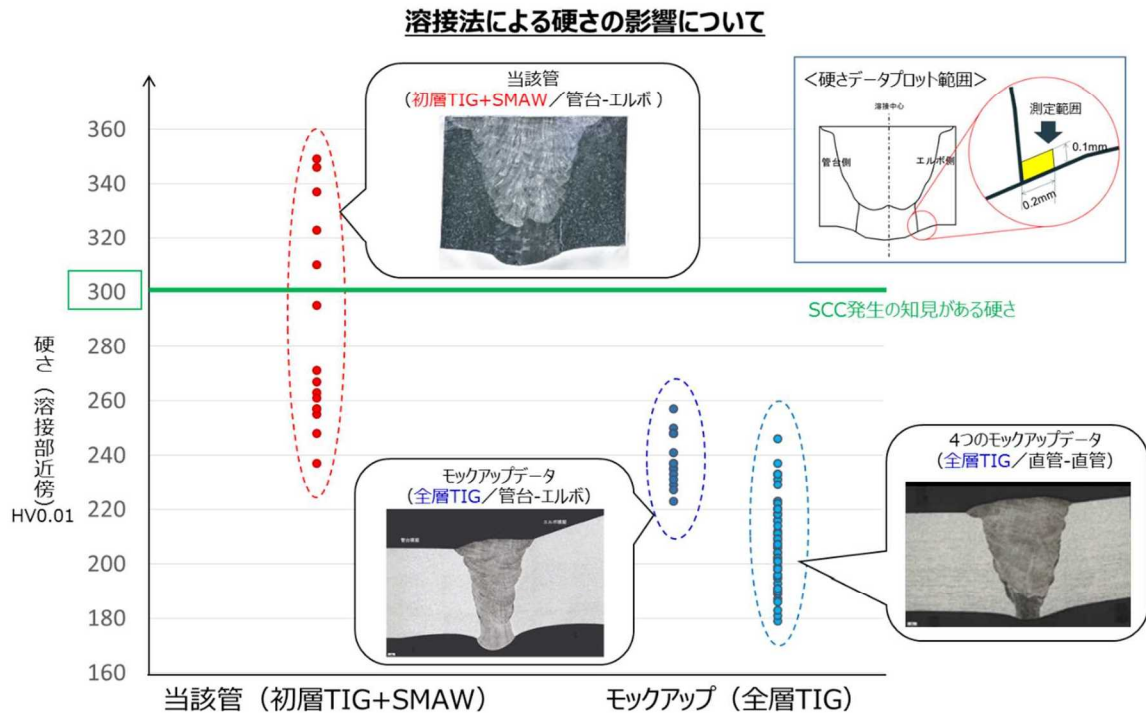 溶接法による硬さの影響について
当該管
（初層TIG+SMAW／管台-エルボ）
＜硬さデータプロット範囲＞
溶接中心
管台側
エルボ側
測定範囲
0.1mm
0.2mm
360
340
320
300
280
260
240
220
200
180
160
硬さ（溶接部近傍）
HV0.01
SCC発生の知見がある硬さ
モックアップデータ
（全層TIG／管台-エルボ）
管台側
エルボ側
4つのモックアップデータ
（全層TIG／直管-直管）
当該管（初層TIG+SMAW）
モックアップ（全層TIG）